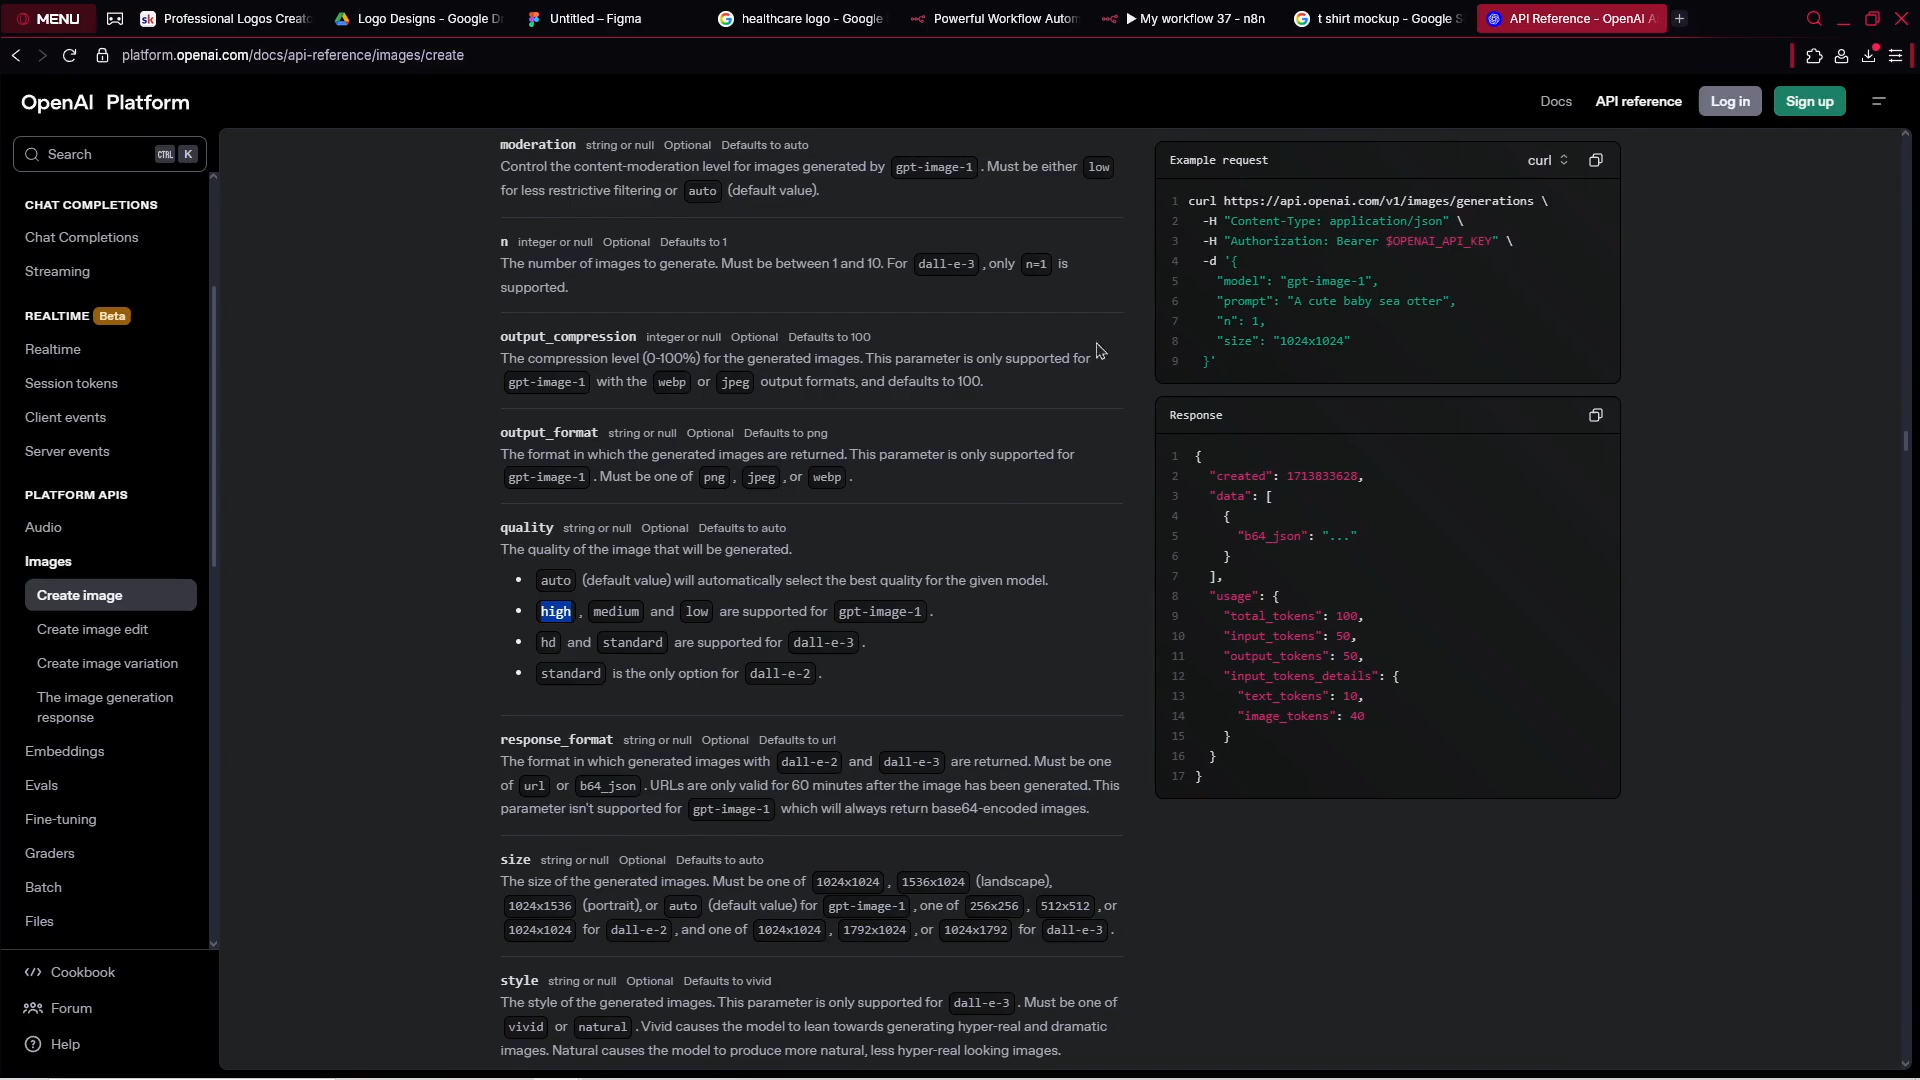 MENU
Professional Logos Creato
Logo Designs - Google D
Untitled – Figma
healthcare logo - Google
Powerful Workflow Autom
▶ My workflow 37 - n8n
t shirt mockup - Google S
API Reference - OpenAI A
platform.openai.com/docs/api-reference/images/create
OpenAI Platform
Docs
API reference
Log in
Sign up
Search CTRL K
CHAT COMPLETIONS
Chat Completions
Streaming
REALTIME Beta
Realtime
Session tokens
Client events
Server events
PLATFORM APIS
Audio
Images
Create image
Create image edit
Create image variation
The image generation
response
Embeddings
Evals
Fine-tuning
Graders
Batch
Files
Cookbook
Forum
Help
moderation string or null Optional Defaults to auto
Control the content-moderation level for images generated by gpt-image-1 . Must be either low
for less restrictive filtering or auto (default value).
n integer or null Optional Defaults to 1
The number of images to generate. Must be between 1 and 10. For dall-e-3 , only n=1 is
supported.
output_compression integer or null Optional Defaults to 100
The compression level (0-100%) for the generated images. This parameter is only supported for
gpt-image-1 with the webp or jpeg output formats, and defaults to 100.
output_format string or null Optional Defaults to png
The format in which the generated images are returned. This parameter is only supported for
gpt-image-1 . Must be one of png , jpeg , or webp .
quality string or null Optional Defaults to auto
The quality of the image that will be generated.
• auto (default value) will automatically select the best quality for the given model.
• high , medium and low are supported for gpt-image-1 .
• hd and standard are supported for dall-e-3 .
• standard is the only option for dall-e-2 .
response_format string or null Optional Defaults to url
The format in which generated images with dall-e-2 and dall-e-3 are returned. Must be one
of url or b64_json . URLs are only valid for 60 minutes after the image has been generated. This
parameter isn't supported for gpt-image-1 which will always return base64-encoded images.
size string or null Optional Defaults to auto
The size of the generated images. Must be one of 1024x1024 , 1536x1024 (landscape),
1024x1536 (portrait), or auto (default value) for gpt-image-1 , one of 256x256 , 512x512 , or
1024x1024 for dall-e-2 , and one of 1024x1024 , 1792x1024 , or 1024x1792 for dall-e-3 .
style string or null Optional Defaults to vivid
The style of the generated images. This parameter is only supported for dall-e-3 . Must be one of
vivid or natural . Vivid causes the model to lean towards generating hyper-real and dramatic
images. Natural causes the model to produce more natural, less hyper-real looking images.
Example request
curl
1 curl https://api.openai.com/v1/images/generations \
2 -H "Content-Type: application/json" \
3 -H "Authorization: Bearer $OPENAI_API_KEY" \
4 -d '{
5 "model": "gpt-image-1",
6 "prompt": "A cute baby sea otter",
7 "n": 1,
8 "size": "1024x1024"
9 }'
Response
1 {
2 "created": 1713833628,
3 "data": [
4 {
5 "b64_json": "..."
6 }
7 ],
8 "usage": {
9 "total_tokens": 100,
10 "input_tokens": 50,
11 "output_tokens": 50,
12 "input_tokens_details": {
13 "text_tokens": 10,
14 "image_tokens": 40
15 }
16 }
17 }